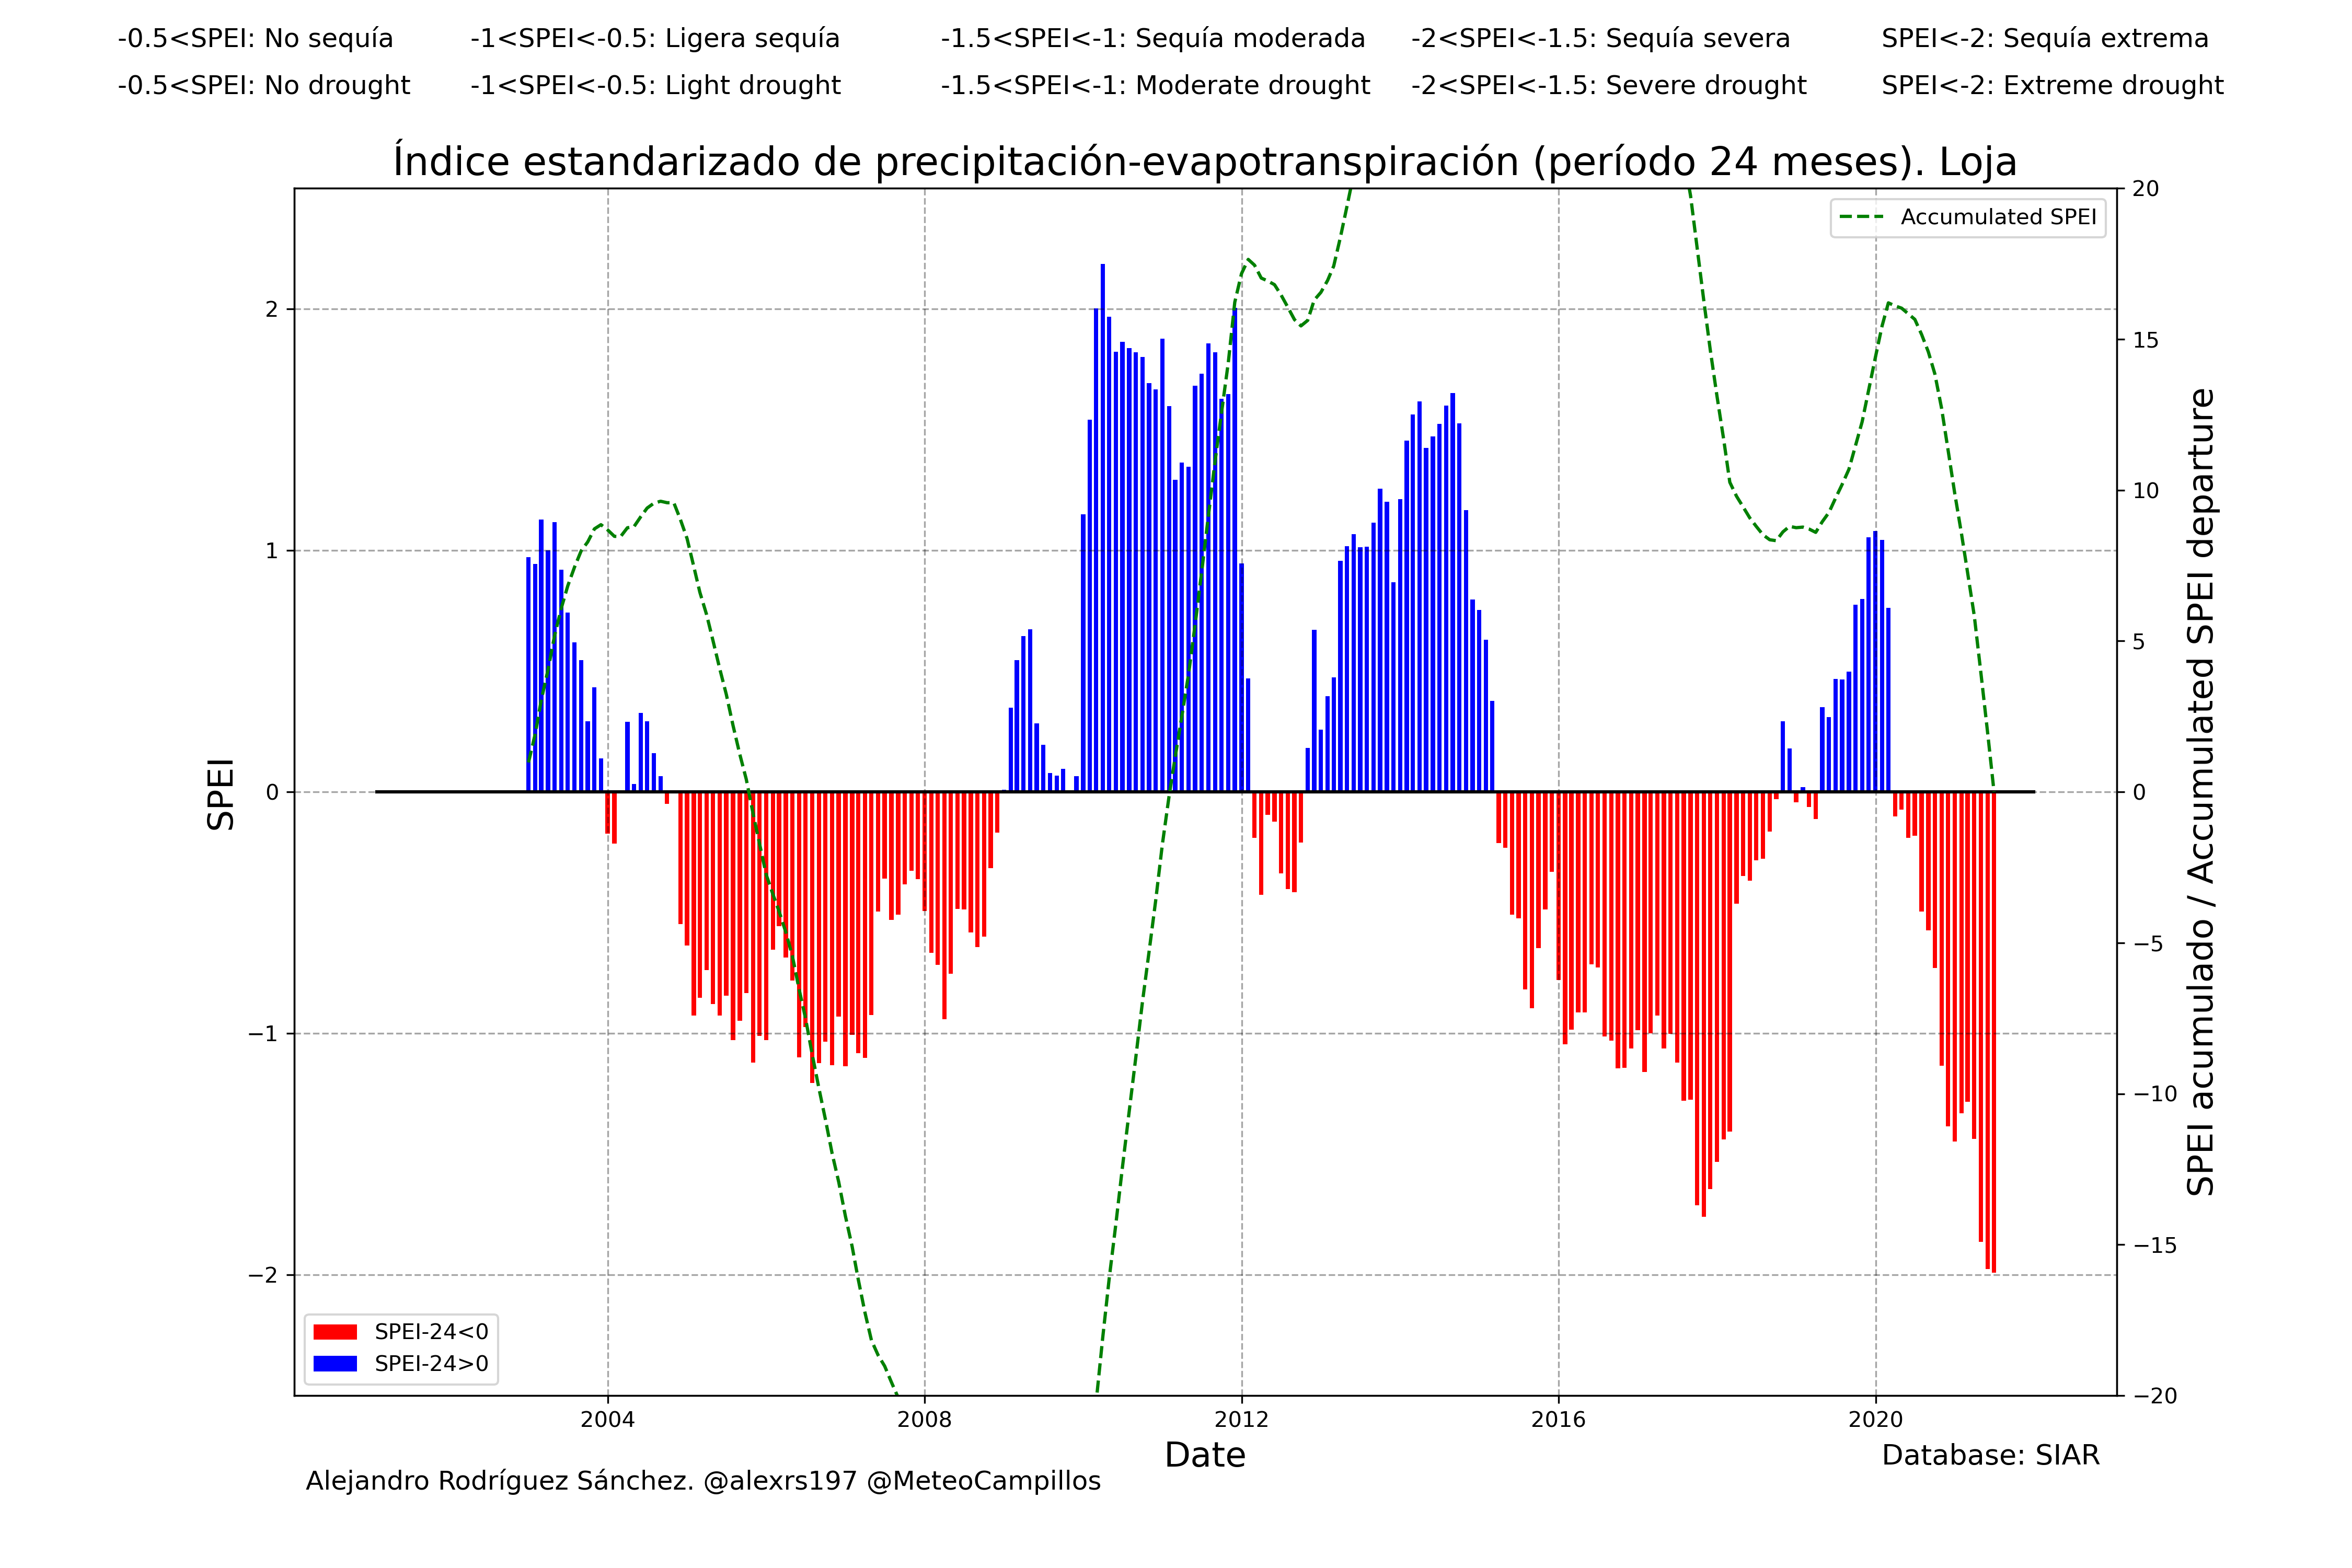 -0.5<SPEI: No sequía -1<SPEI<-0.5: Ligera sequía -1.5<SPEI<-1: Sequía moderada -2<SPEI<-1.5: Sequía severa SPEI<-2: Sequía extrema
-0.5<SPEI: No drought -1<SPEI<-0.5: Light drought -1.5<SPEI<-1: Moderate drought -2<SPEI<-1.5: Severe drought SPEI<-2: Extreme drought
Índice estandarizado de precipitación-evapotranspiración (período 24 meses). Loja
Accumulated SPEI
SPEI
2
1
0
−1
−2
20
15
10
5
0
−5
−10
−15
−20
SPEI acumulado / Accumulated SPEI departure
SPEI-24<0
SPEI-24>0
2004 2008 2012 2016 2020
Date
Database: SIAR
Alejandro Rodríguez Sánchez. @alexrs197 @MeteoCampillos